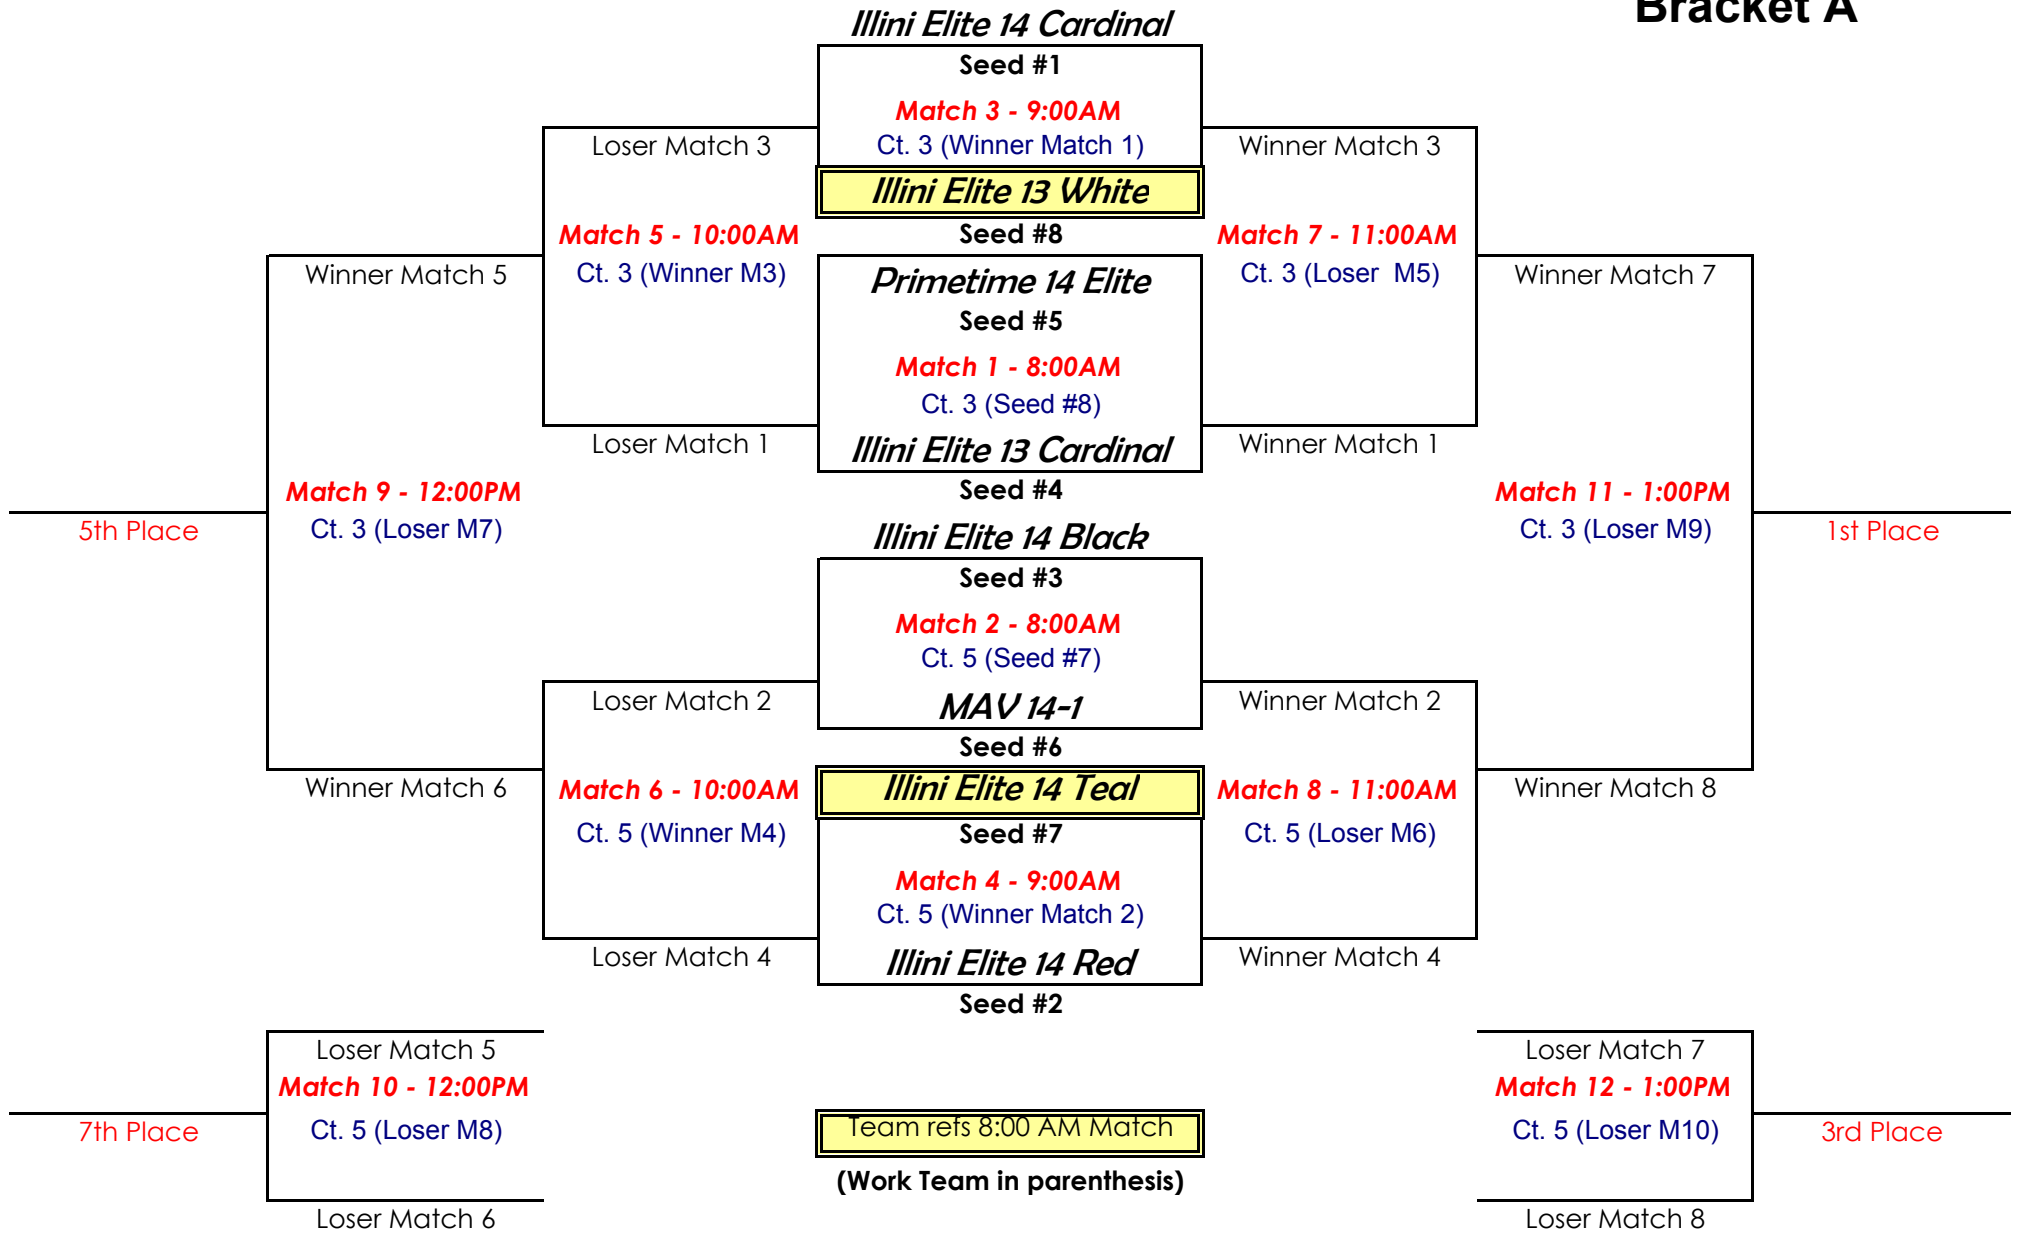 Bracket A
Illini Elite 14 Cardinal
Seed #1
Match 3 - 9:00AM
Loser Match 3
Ct. 3 (Winner Match 1)
Winner Match 3
Illini Elite 13 White
Match 5 - 10:00AM
Seed #8
Match 7 - 11:00AM
Winner Match 5
Ct. 3 (Winner M3)
Primetime 14 Elite
Ct. 3 (Loser  M5)
Winner Match 7
Seed #5
Match 1 - 8:00AM
Ct. 3 (Seed #8)
Loser Match 1
Illini Elite 13 Cardinal
Winner Match 1
Match 9 - 12:00PM
Seed #4
Match 11 - 1:00PM
5th Place
Ct. 3 (Loser M7)
Illini Elite 14 Black
Ct. 3 (Loser M9)
1st Place
Seed #3
Match 2 - 8:00AM
Ct. 5 (Seed #7)
Loser Match 2
MAV 14-1
Winner Match 2
Seed #6
Winner Match 6
Match 6 - 10:00AM
Illini Elite 14 Teal
Match 8 - 11:00AM
Winner Match 8
Ct. 5 (Winner M4)
Seed #7
Ct. 5 (Loser M6)
Match 4 - 9:00AM
Ct. 5 (Winner Match 2)
Loser Match 4
Illini Elite 14 Red
Winner Match 4
Seed #2
Loser Match 5
Loser Match 7
Match 10 - 12:00PM
Match 12 - 1:00PM
7th Place
Ct. 5 (Loser M8)
Team refs 8:00 AM Match
Ct. 5 (Loser M10)
3rd Place
(Work Team in parenthesis)
Loser Match 6
Loser Match 8